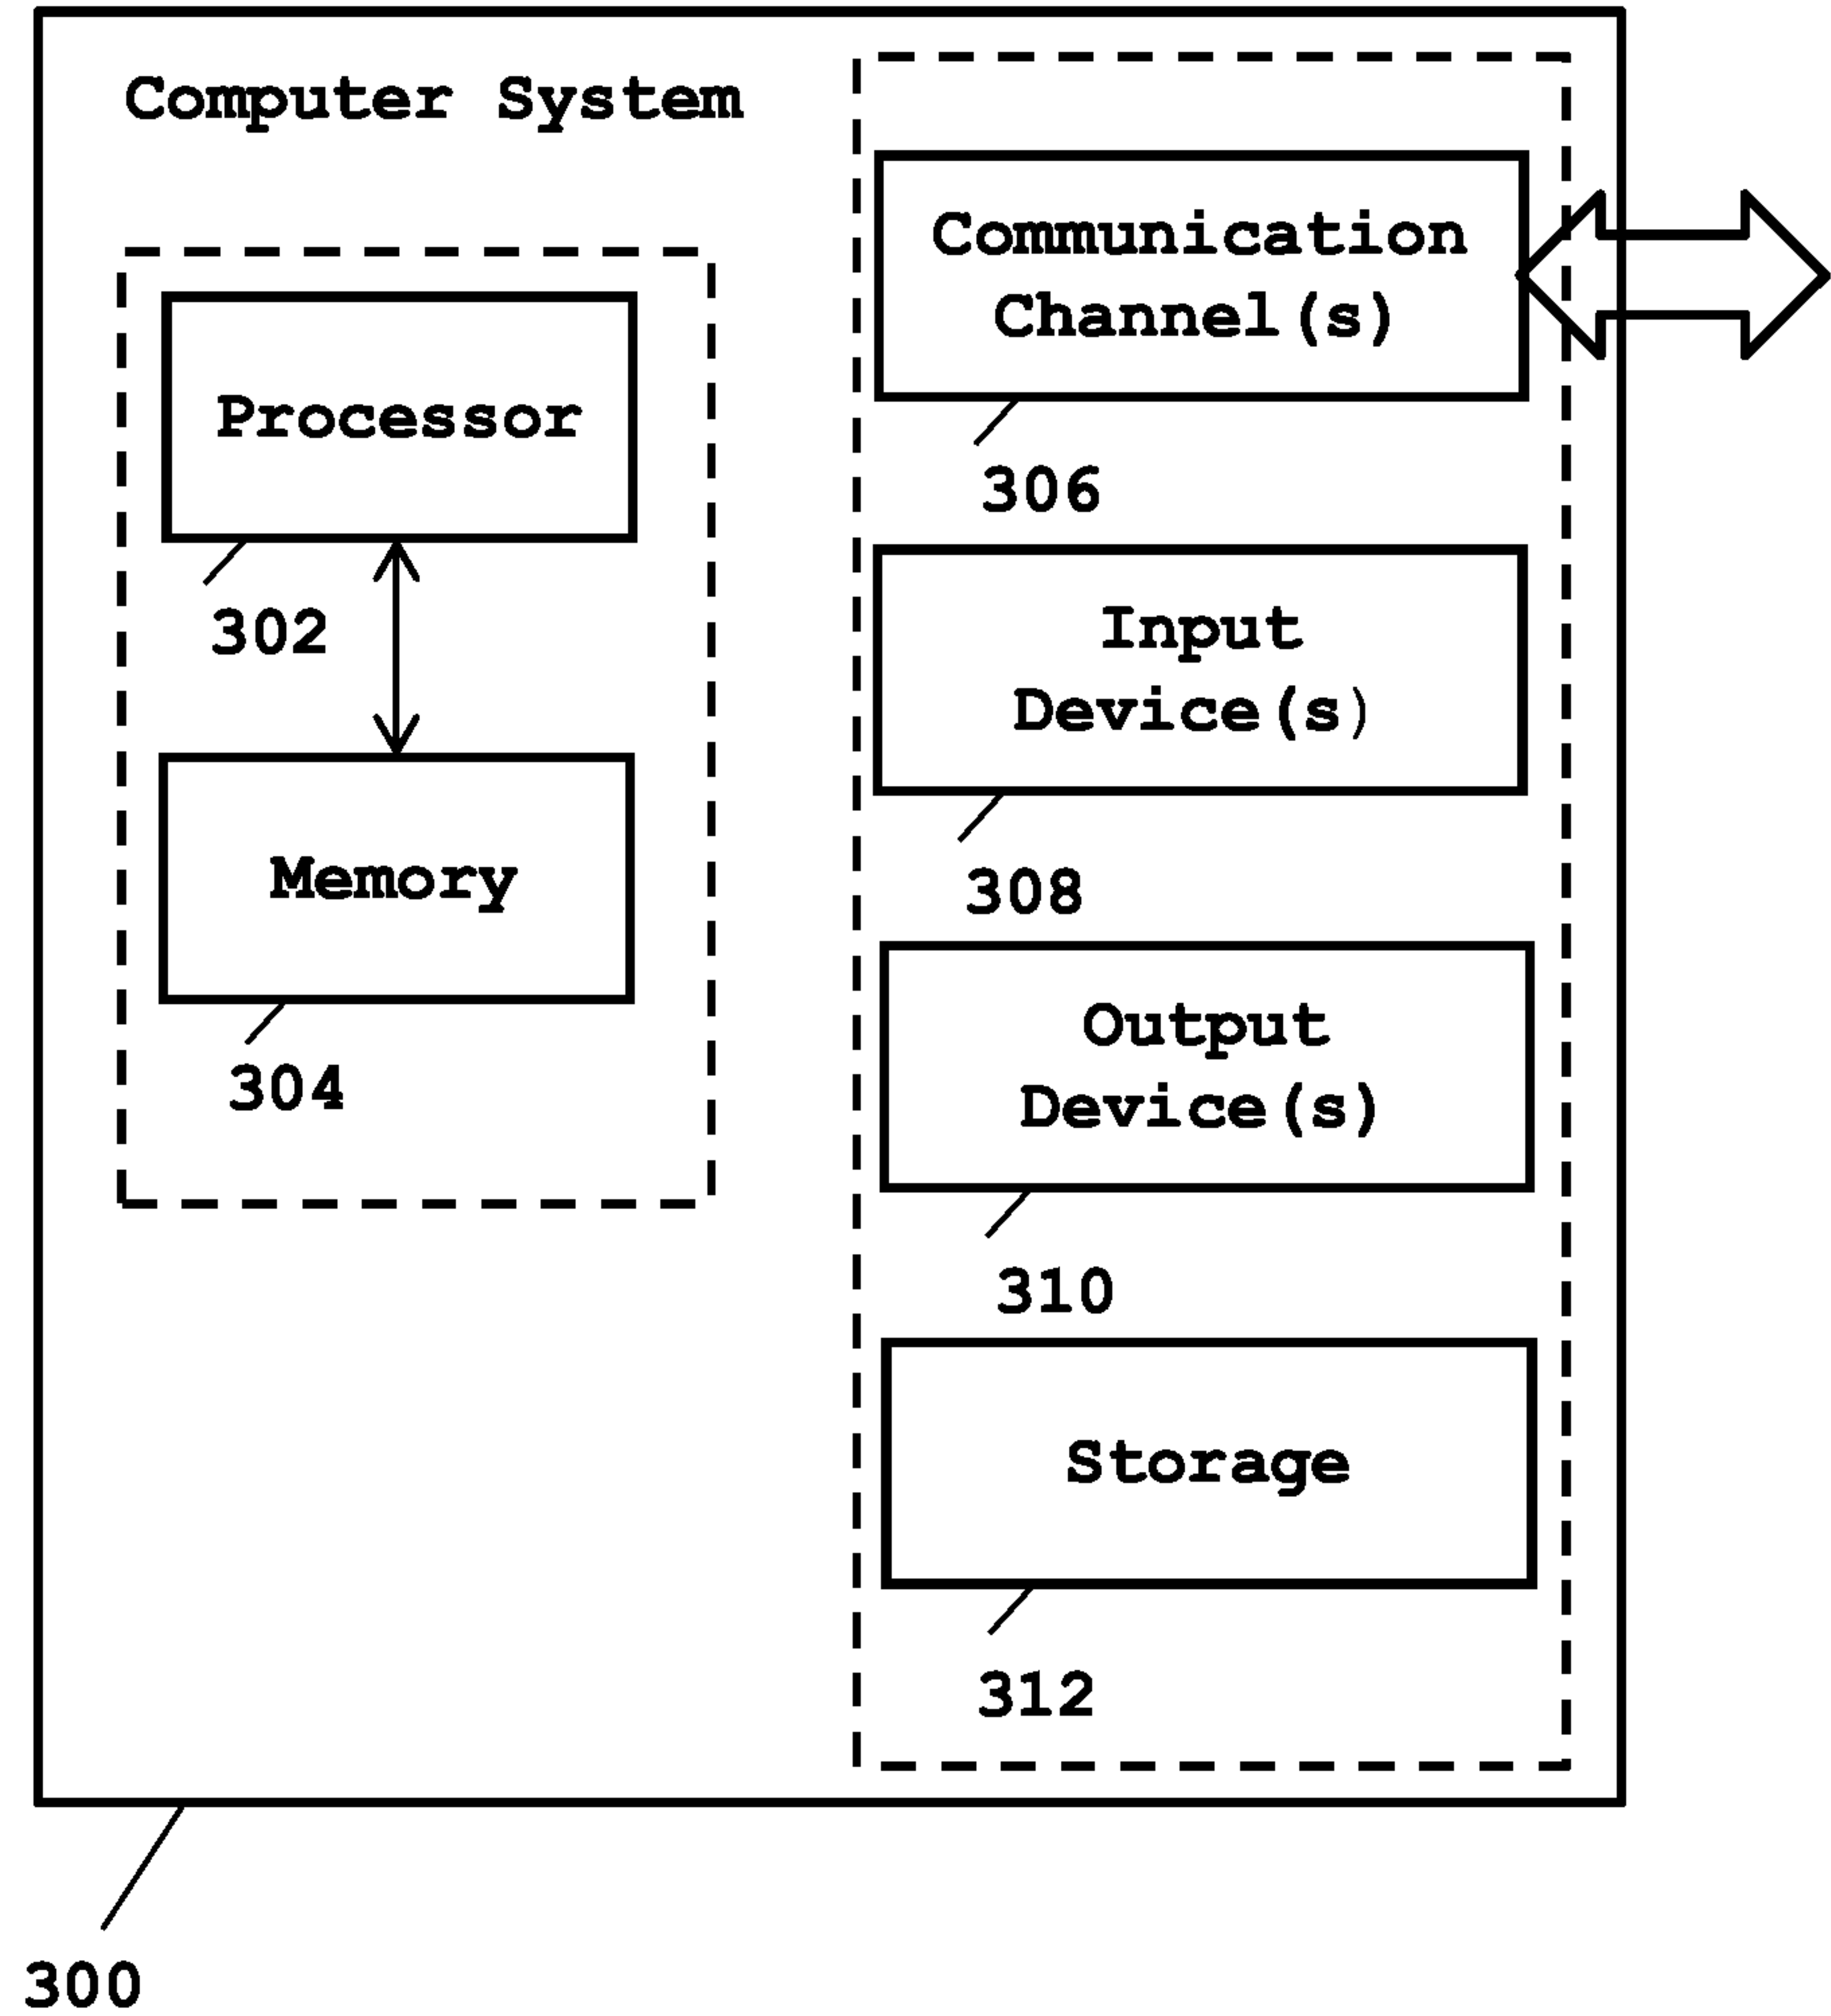 Computer System
Processor
302
Memory
304
Communication
Channel(s)
306
Input
Device(s)
308
Output
Device(s)
310
Storage
312
300